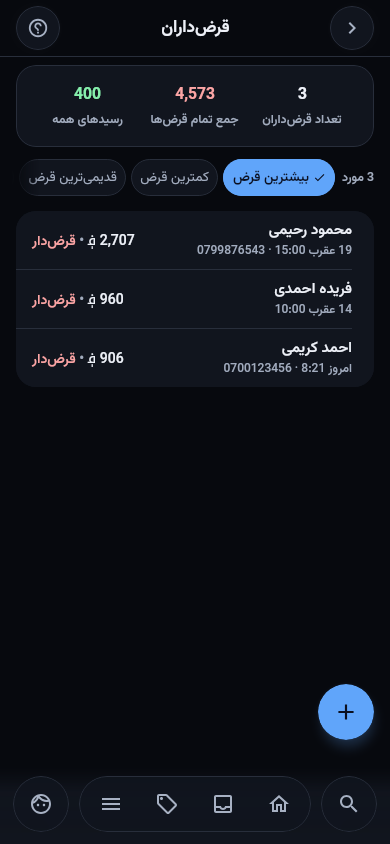 قرض‌داران
3
4,573
400
تعداد قرض‌داران
جمع تمام قرض‌ها
رسیدهای همه
3 مورد
بیشترین قرض
کمترین قرض
قدیمی‌ترین قرض
محمود رحیمی
19 عقرب 15:00 · 0799876543
2,707 ؋ • قرض‌دار
فریده احمدی
14 عقرب 10:00
960 ؋ • قرض‌دار
احمد کریمی
امروز 8:21 · 0700123456
906 ؋ • قرض‌دار